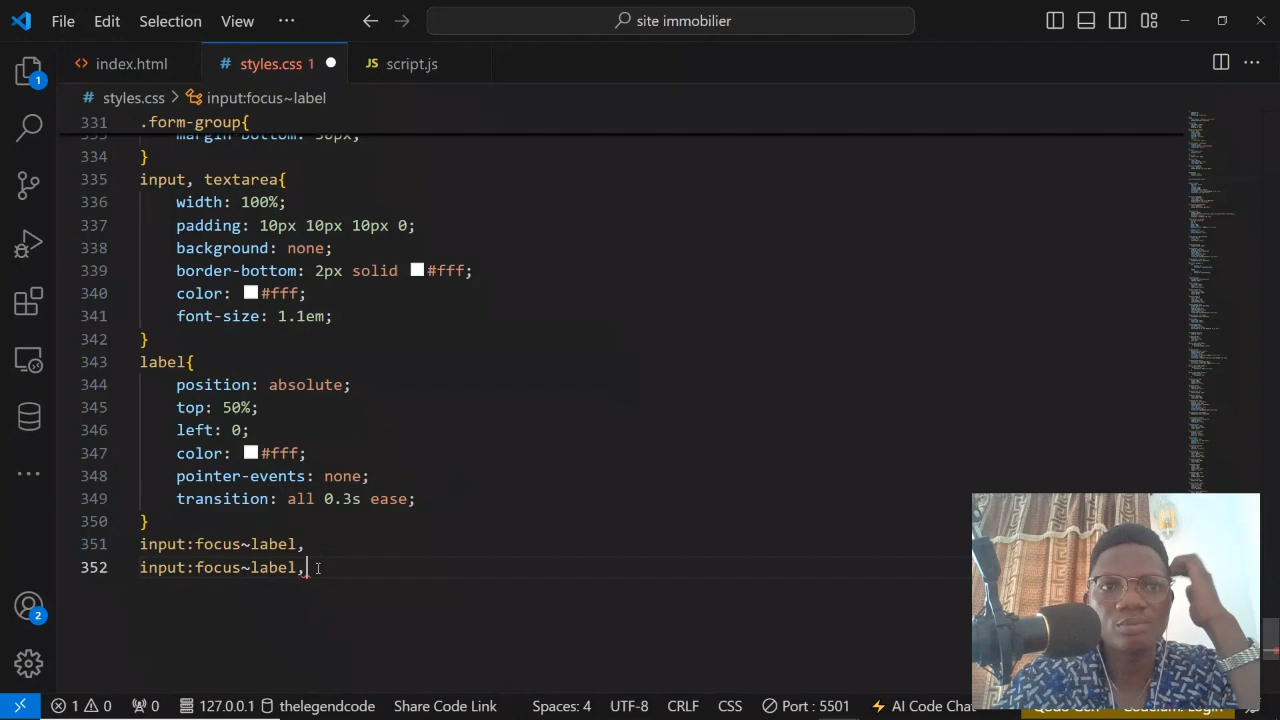 File Edit Selection View ··· site immobilier
index.html # styles.css 1 JS script.js
# styles.css > input:focus~label
331 .form-group{
334 }
335 input, textarea{
336 width: 100%;
337 padding: 10px 10px 10px 0;
338 background: none;
339 border-bottom: 2px solid #fff;
340 color: #fff;
341 font-size: 1.1em;
342 }
343 label{
344 position: absolute;
345 top: 50%;
346 left: 0;
347 color: #fff;
348 pointer-events: none;
349 transition: all 0.3s ease;
350 }
351 input:focus~label,
352 input:focus~label,
1
2
1 0 0 127.0.0.1 thelegendcode Share Code Link Spaces: 4 UTF-8 CRLF CSS Port : 5501 AI Code Cha